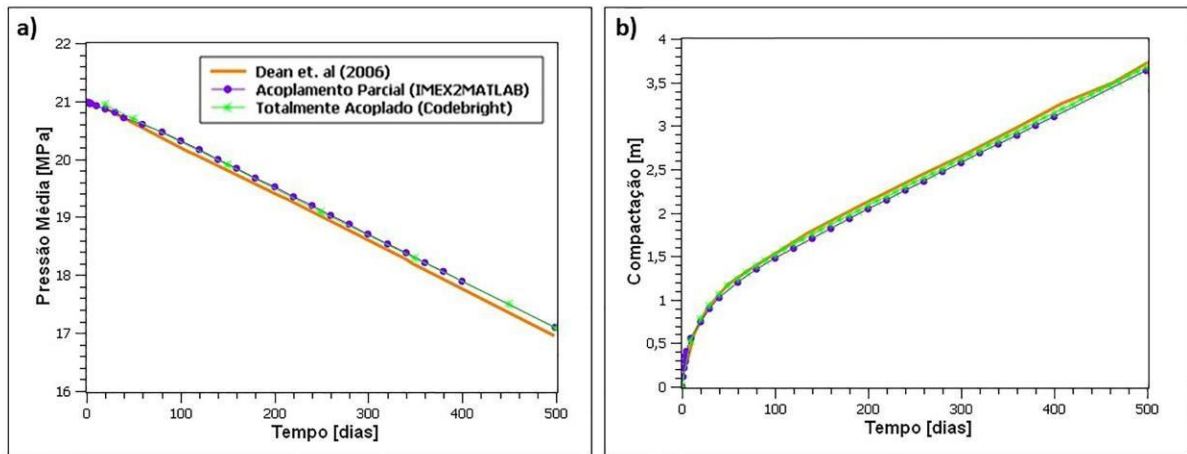 a)
22
21
20
19
18
17
16
Pressão Média [MPa]
Dean et. al (2006)
Acoplamento Parcial (IMEX2MATLAB)
Totalmente Acoplado (Codebright)
0 100 200 300 400 500
Tempo [dias]
b)
4
3,5
3
2,5
2
1,5
1
0,5
0
Compactação [m]
0 100 200 300 400 500
Tempo [dias]